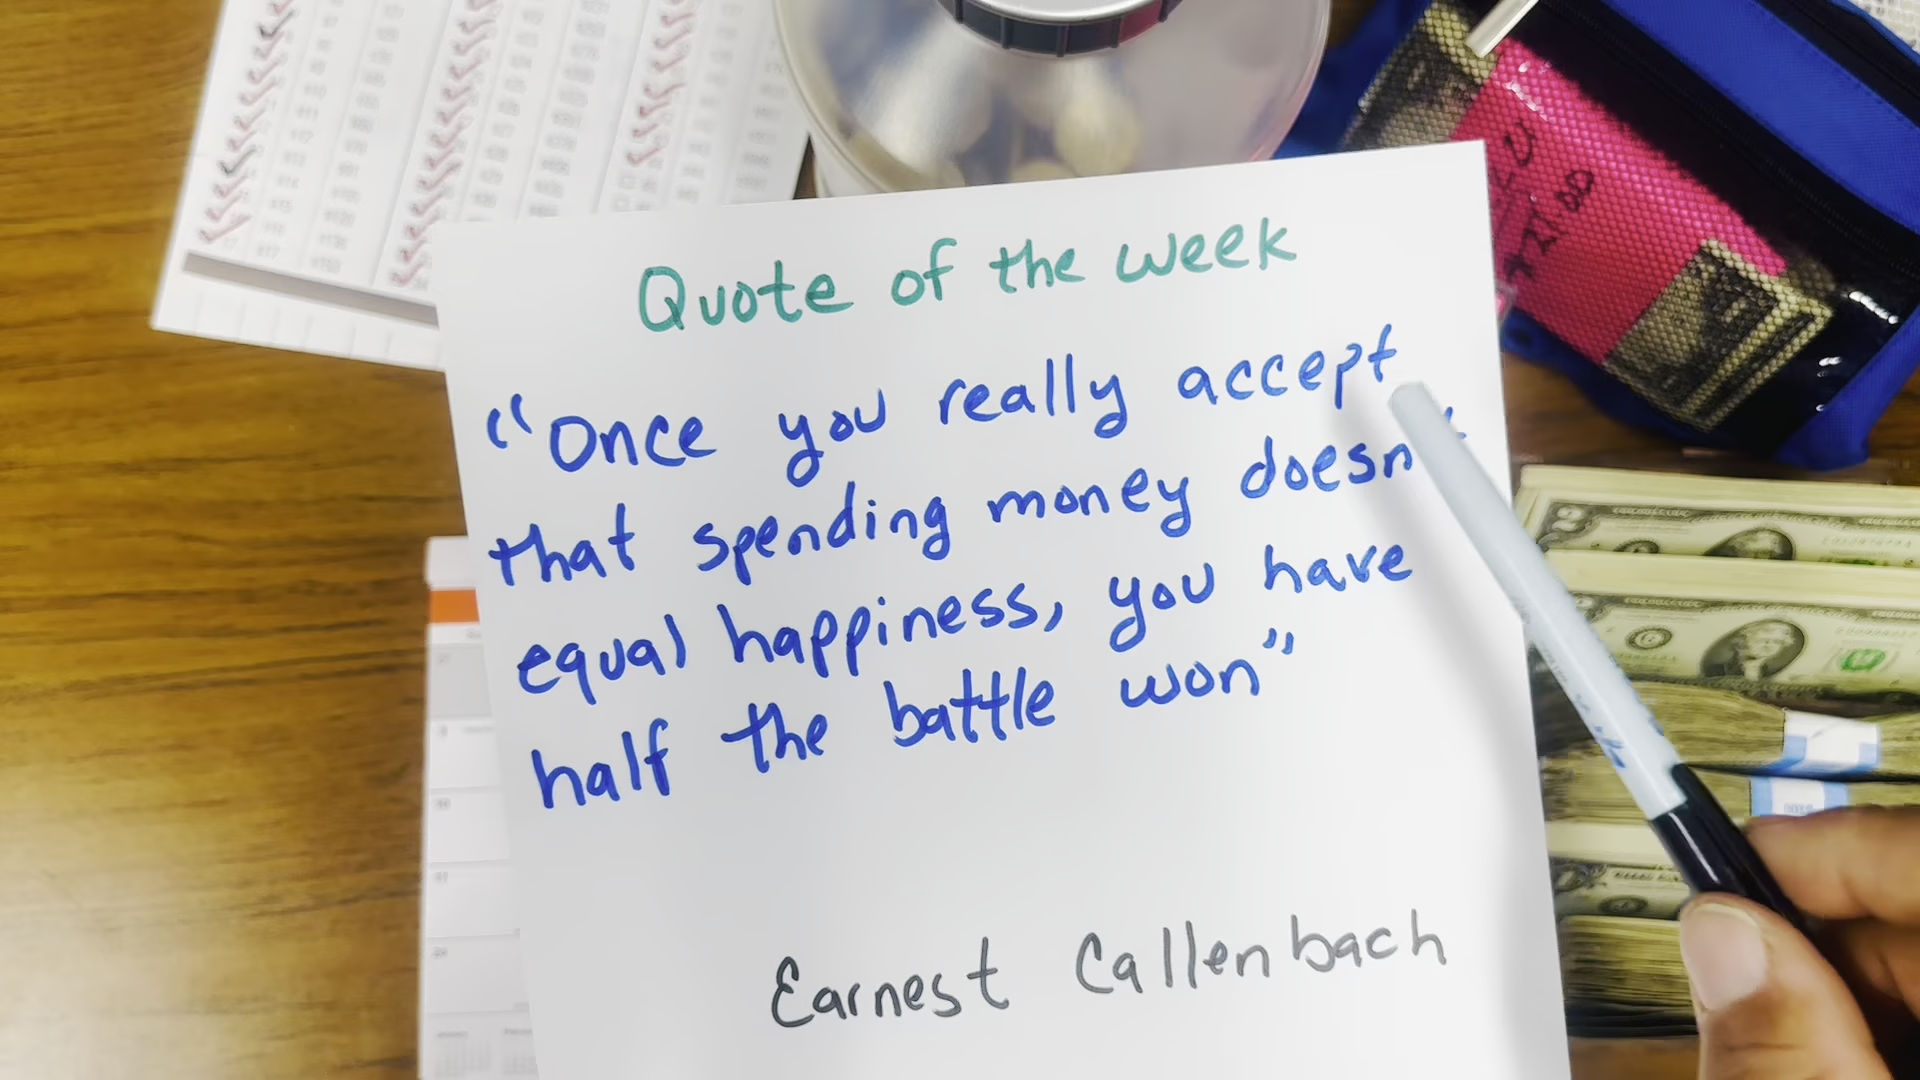 Quote of the week
“Once you really accept
that spending money doesn't
equal happiness, you have
half the battle won”
Earnest Callenbach